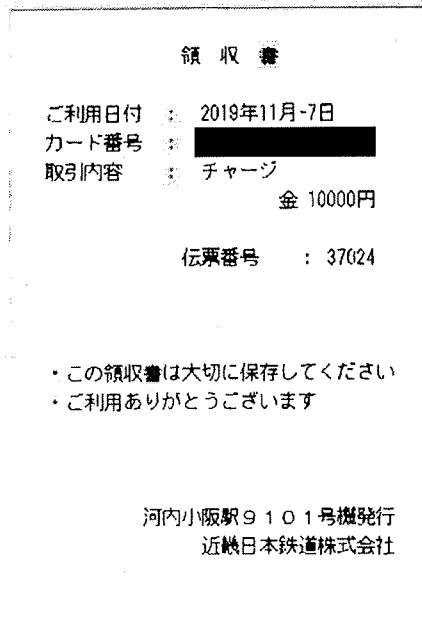 領収書
ご利用日付 : 2019年11月-7日
カード番号 :
取引内容 : チャージ
金 10000円
伝票番号 : 37024
・この領収書は大切に保存してください
・ご利用ありがとうございます
河内小阪駅9101号機発行
近畿日本鉄道株式会社